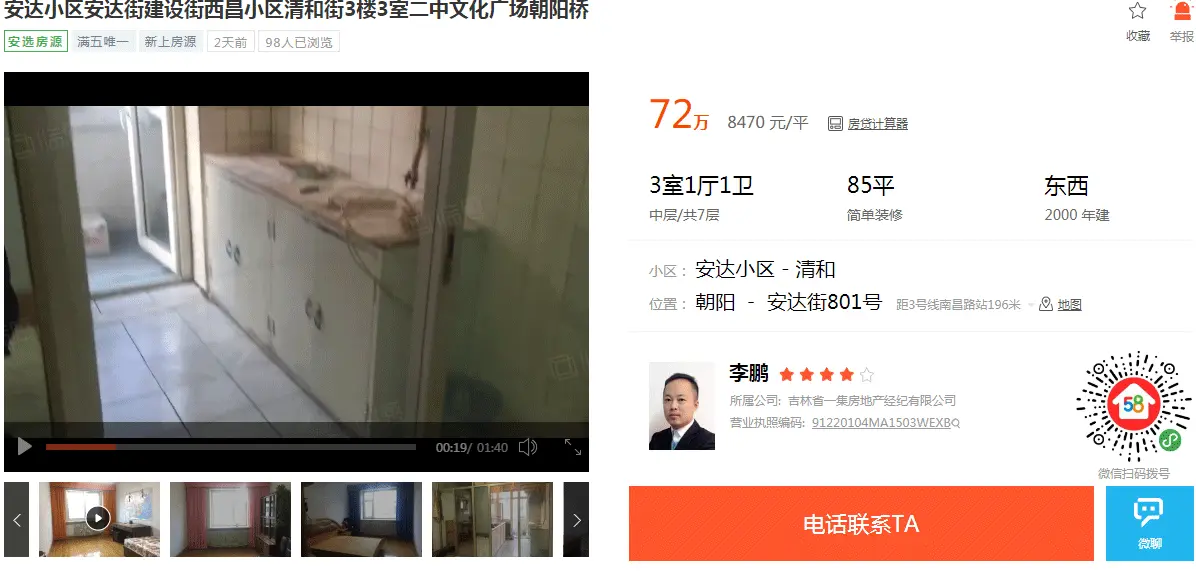 安达小区安达街建设街西昌小区清和街3楼3室二中文化广场朝阳桥
安选房源 满五唯一 新上房源 2天前 98人已浏览
收藏 举报
72万 8470 元/平 房贷计算器
3室1厅1卫 85平 东西
中层/共7层 简单装修 2000 年建
小区： 安达小区 - 清和
位置： 朝阳 - 安达街801号 距3号线南昌路站196米 地图
李鹏
所属公司: 吉林省一集房地产经纪有限公司
营业执照编码: 91220104MA1503WEXB
58
微信扫码拨号
00:19/ 01:40
电话联系TA
微聊